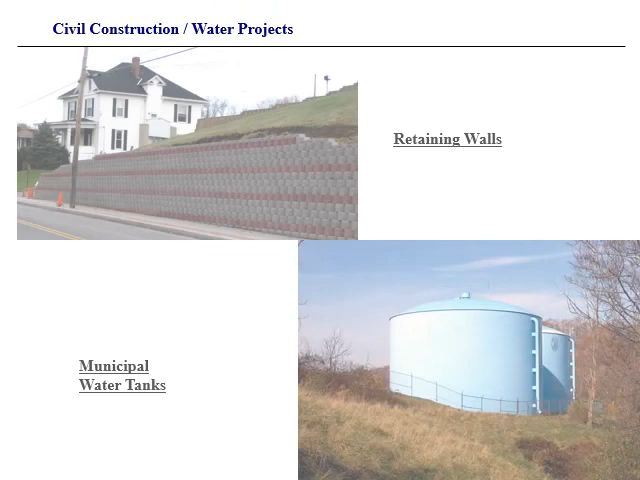 Civil Construction / Water Projects
Retaining Walls
Municipal
Water Tanks